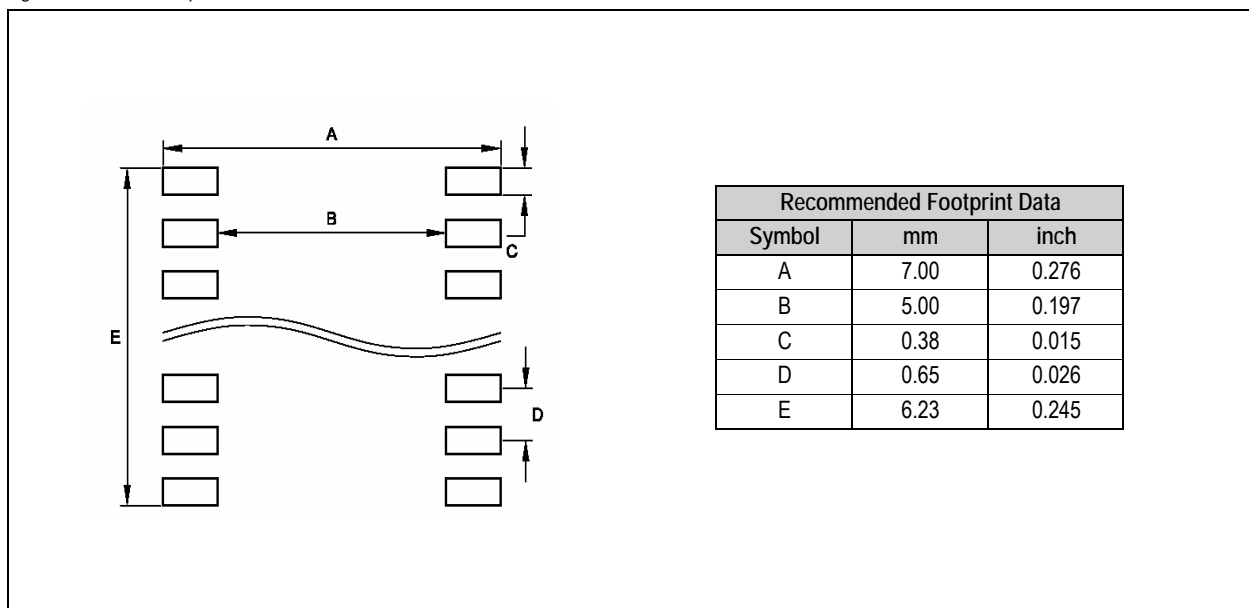 A
B
C
E
D
Recommended Footprint Data
Symbol mm inch
A 7.00 0.276
B 5.00 0.197
C 0.38 0.015
D 0.65 0.026
E 6.23 0.245